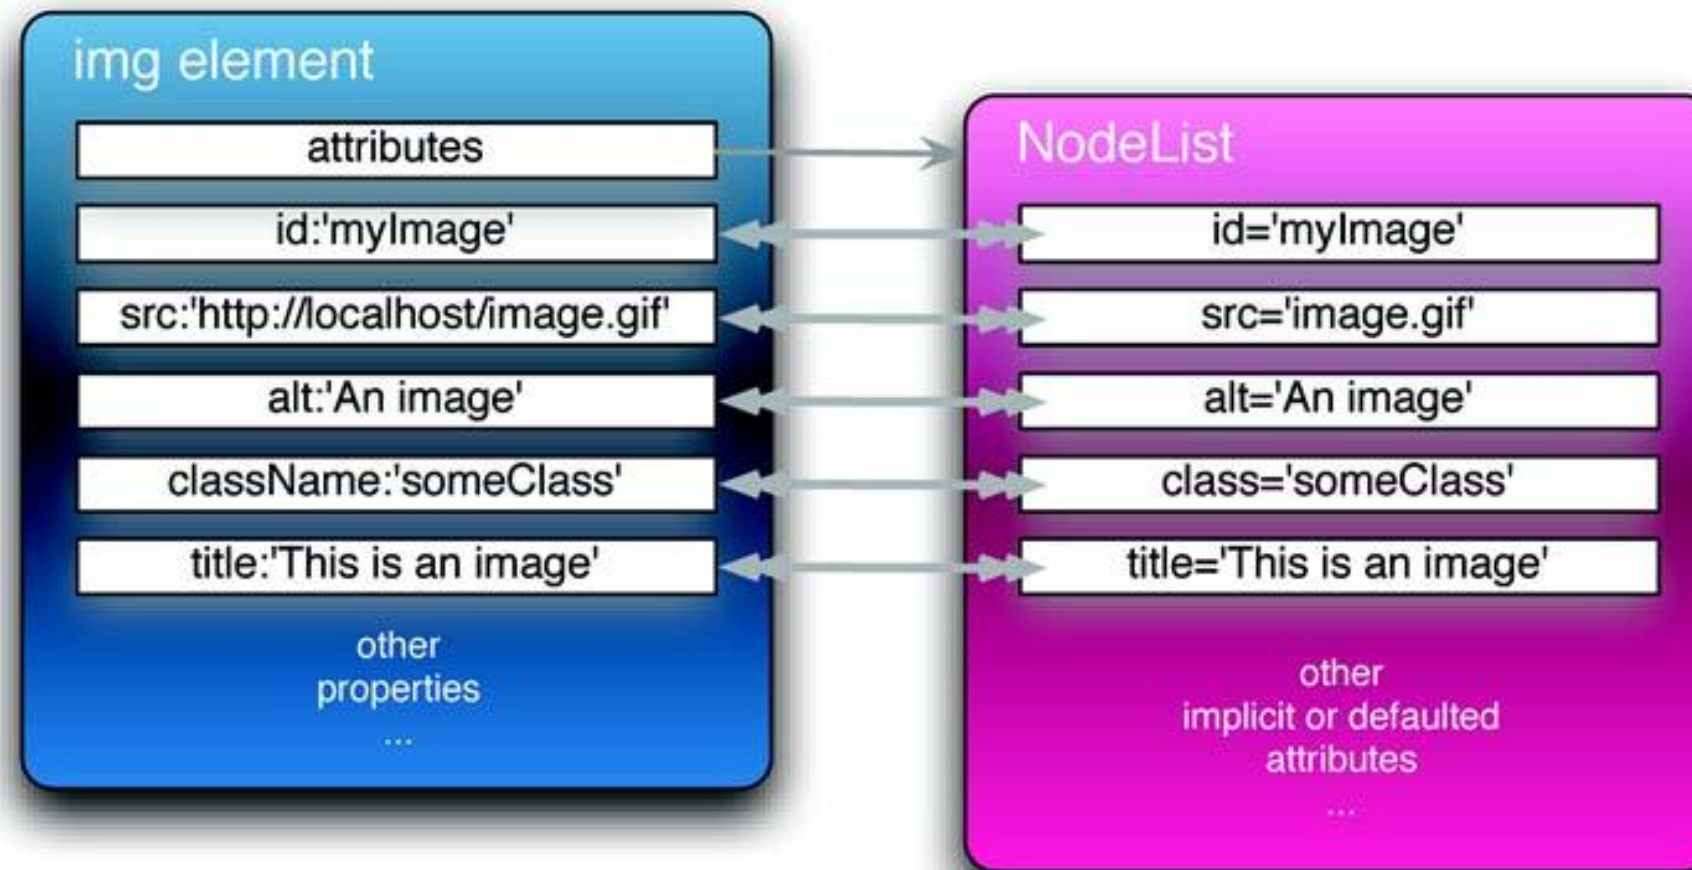 img element
attributes
id:'myImage'
src:'http://localhost/image.gif'
alt:'An image'
className:'someClass'
title:'This is an image'
other
properties
...
NodeList
id='myImage'
src='image.gif'
alt='An image'
class='someClass'
title='This is an image'
other
implicit or defaulted
attributes
...